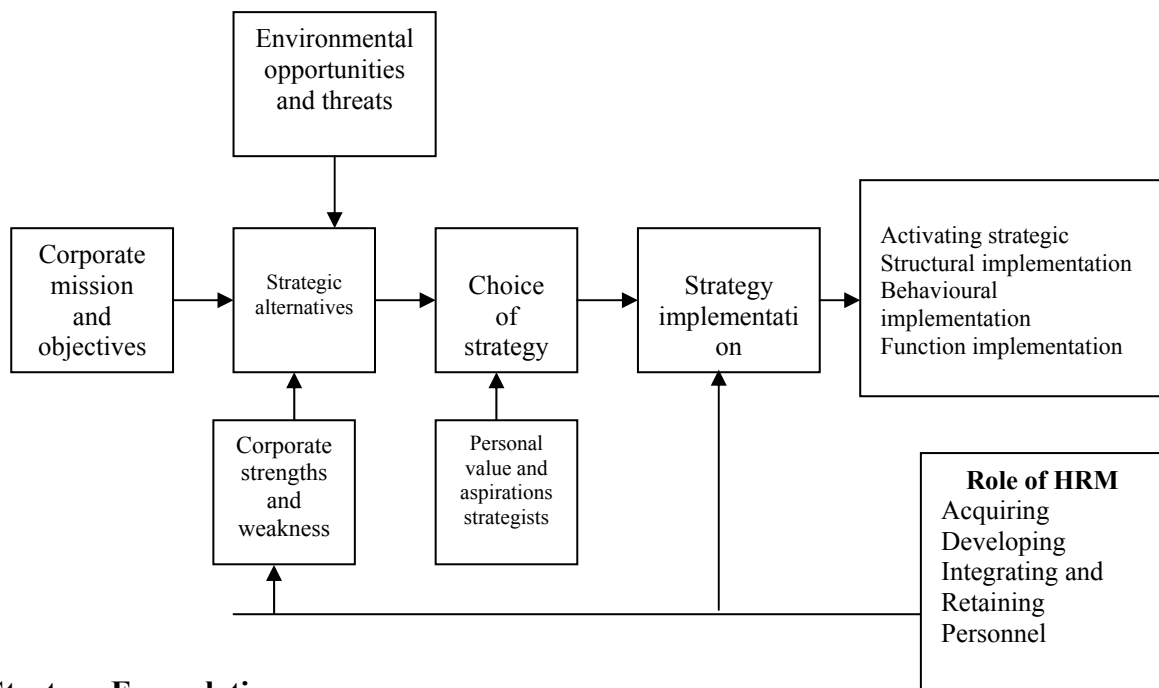 Environmental
opportunities
and threats
Corporate
mission
and
objectives
Strategic
alternatives
Choice
of
strategy
Strategy
implementati
on
Activating strategic
Structural implementation
Behavioural
implementation
Function implementation
Corporate
strengths
and
weakness
Personal
value and
aspirations
strategists
Role of HRM
Acquiring
Developing
Integrating and
Retaining
Personnel